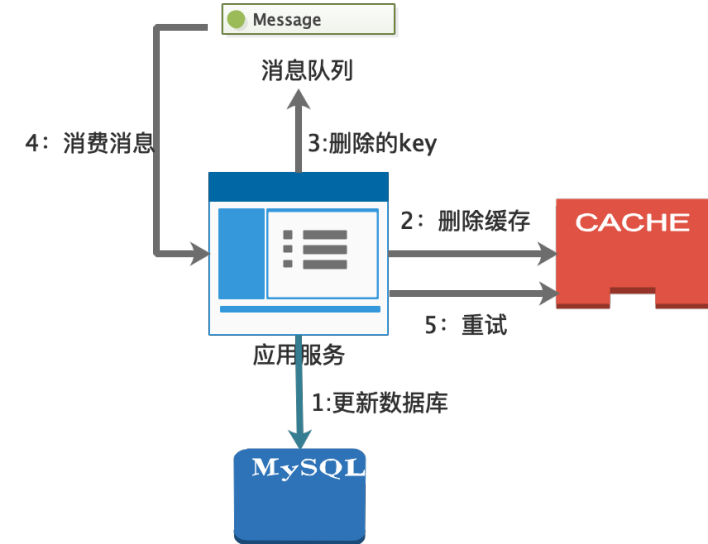 Message
消息队列
4：消费消息
3:删除的key
2：删除缓存
CACHE
5：重试
应用服务
1:更新数据库
MySQL